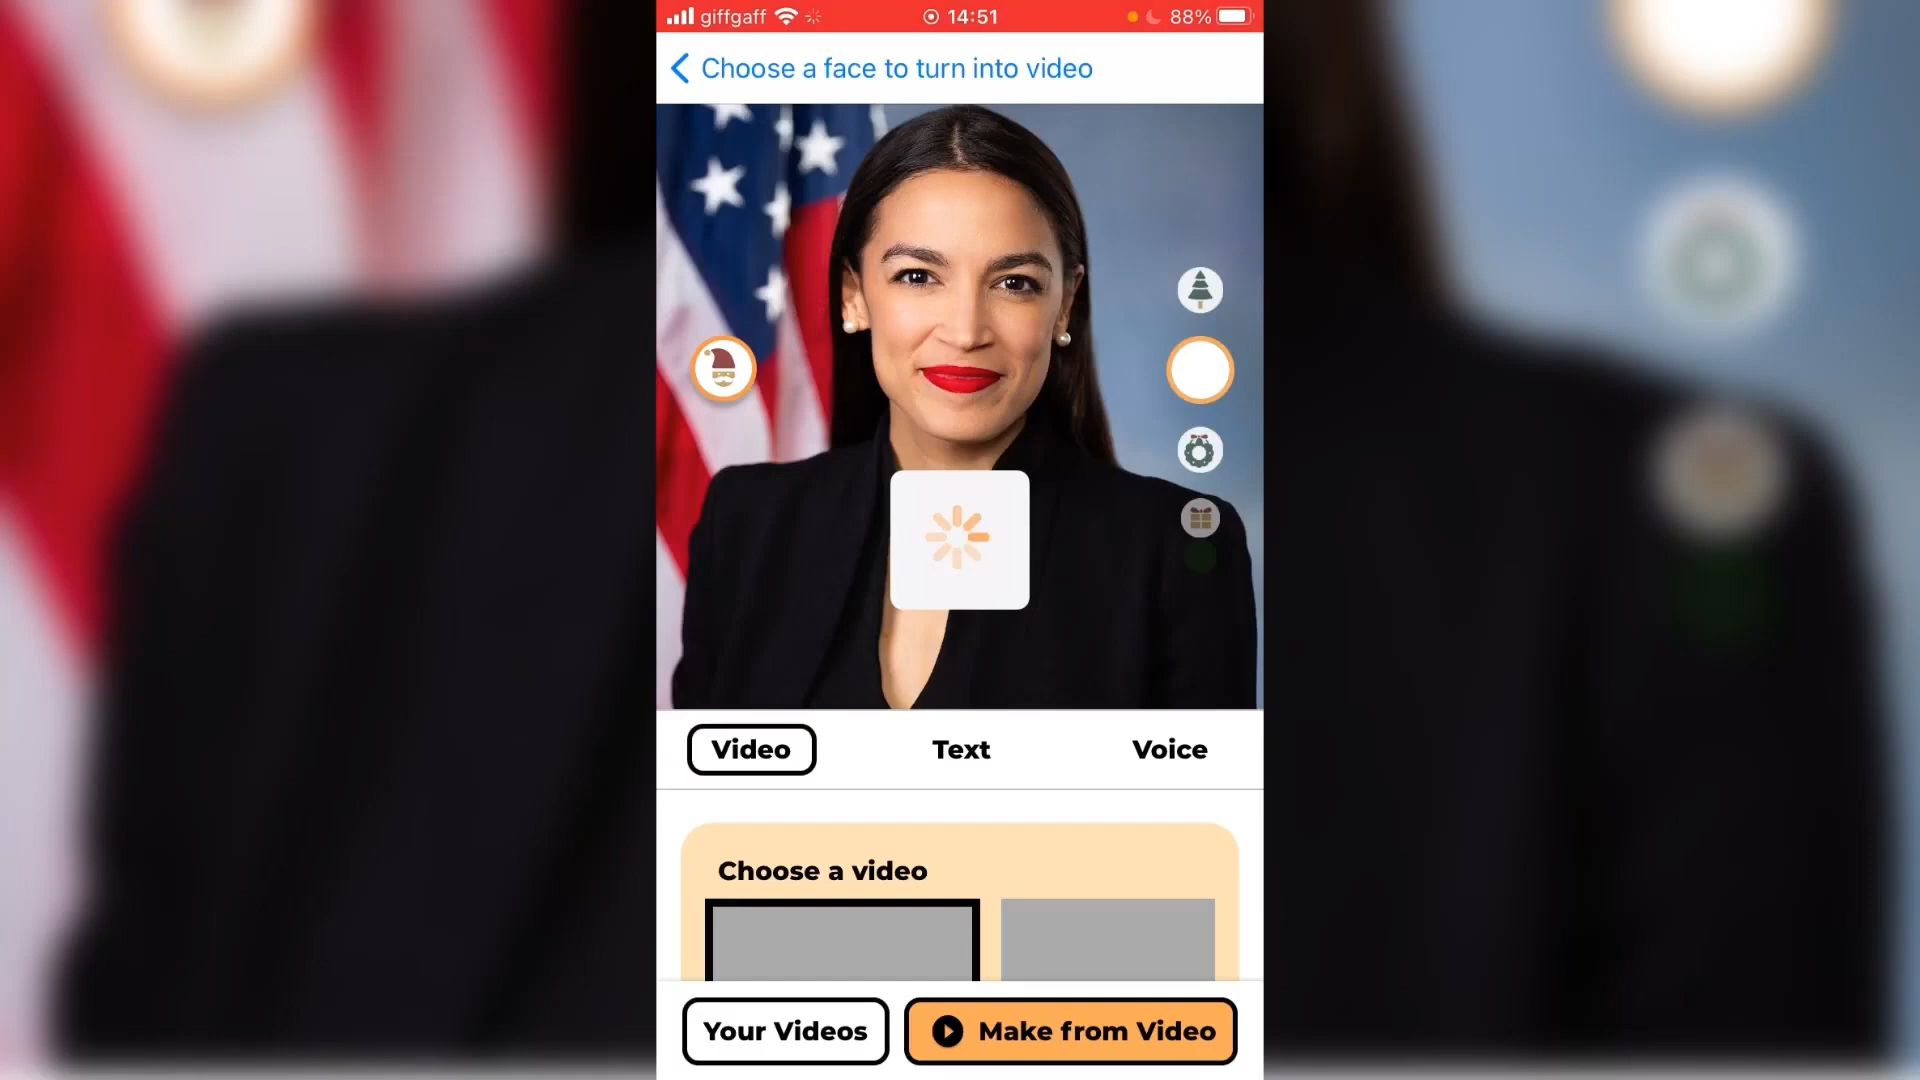 giffgaff 14:51 88%
Choose a face to turn into video
Video Text Voice
Choose a video
Your Videos Make from Video